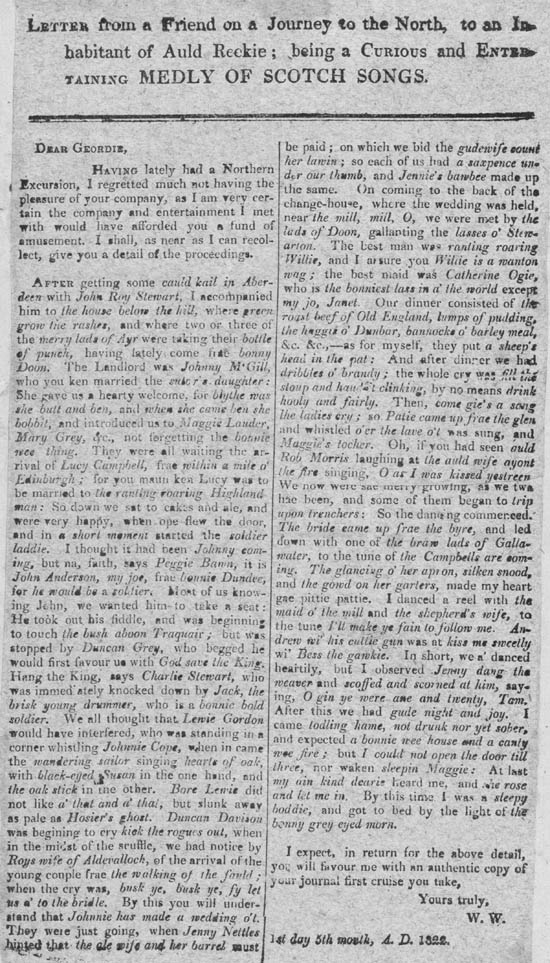 LETTER from a Friend on a Journey to the North, to an In-
habitant of Auld Reekie; being a CURIOUS and ENTER-
TAINING MEDLY OF SCOTCH SONGS.
DEAR GEORDIE,
HAVING lately had a Northern
Excursion, I regretted much not having the
pleasure of your company, as I am very cer-
tain the company and entertainment I met
with would have afforded you a fund of
amusement. I shall, as near as I can recol-
lect, give you a detail of the proceedings.
AFTER getting some cauld kail in Aber-
deen with John Roy Stewart, I accompanied
him to the house below the hill, where green
grow the rashes, and where two or three of
the merry lads of Ayr were taking their bottle
of punch, having lately come frae bonny
Doon. The Landlord was Johnny M'Gill,
who you ken married the sutor's daughter:
She gave us a hearty welcome, for blythe was
she butt and ben, and when she came ben she
bobbit, and introduced us to Maggie Lauder,
Mary Grey, &c., not forgetting the bonnie
wee thing. They were all waiting the ar-
rival of Lucy Campbell, frae within a mile o'
Edinburgh; for you maun ken Lucy was to
be married to the ranting roaring Highland
man: So down we sat to cakes and ale, and
were very happy, when ope flew the door,
and in a short moment started the soldier
laddie. I thought it had been Johnny com-
ing, but na, faith, says Peggie Bawn, it is
John Anderson, my joe, frae bonnie Dundee,
for he would be a soldier. Most of us know-
ing John, we wanted him to take a seat:
He took out his fiddle, and was beginning
to touch the bush aboon Traquair; but was
stopped by Duncan Grey, who begged he
would first favour us with God save the King.
Hang the King, says Charlie Stewart, who
was immediately knocked down by Jack, the
brisk young drummer, who is a bonnie bold
soldier. We all thought that Lewie Gordon
would have interfered, who was standing in a
corner whistling Johnnie Cope, when in came
the wandering sailor singing hearts of oak,
with black-eyed Susan in the one hand, and
the oak stick in the other. Bore Lewis did
not like a' that and a' that, but slunk away
as pale as Hosier's ghost. Duncan Davison
was begining to cry kick the rogues out, when
in the midst of the scuffle, we had notice by
Roys wife of Aldevalloch, of the arrival of the
young couple frae the walking of the fauld;
when the cry was, busk ye, busk ye, fy let
us a' to the bridle. By this you will under-
stand that Johnnie has made a wedding o't.
They were just going, when Jenny Nettles
hinted that the ale wife and her barrel must
be paid; on which we bid the gudewife count
her lawin; so each of us had a saxpence un-
der our thumb, and Jennie's bawbee made up
the same. On coming to the back of the
change-house, where the wedding was held,
near the mill, mill, O, we were met by the
lads of Doon, gallanting the lasses o' Stew-
arton. The best man was ranting roaring
Willie, and I assure you Willie is a wanton
wag; the best maid was Catherine Ogie,
who is the bonniest lass in a' the world except
my jo, Janet. Our dinner consisted of the
roast beef of Old England, lumps of pudding,
the haggis o' Dunbar, bannocks o' barley meal,
&c. &c.,—as for myself, they put a sheep's
head in the pat: And after dinner we had
dribbles o' brandy; the whole cry was fill the
stoup and haud it clinking, by no means drink
hooly and fairly. Then, come gie's a song
the ladies cry; so Patie came up frae the glen
and whistled o'er the lave o't was sung, and
Maggie's tocher. Oh, if you had seen auld
Rob Morris laughing at the auld wife ayont
the fire singing, O as I was kissed yestreen
We now were sae merry growing, as we twa
hae been, and some of them began to trip
upon trenchers: So the dancing commenced.
The bride came up frae the byre, and led
down with one of the braw lads of Galla-
water, to the tune of the Campbells are com-
ing. The glancing o' her apron, silken snood,
and the gowd on her garters, made my heart
gae pittie pattie. I danced a reel with the
maid o' the mill and the shepherd's wife, to
the tune I'll make ye fain to follow me. An-
drew wi' his cuttie gun was at kiss me sweetly
wi' Bess the gawkie. In short, we a' danced
heartily, but I observed Jenny dang the
weaver and scoffed and scorned at him, say-
ing, O gin ye were ane and twenty, Tam.
After this we had gude night and joy. I
came todling hame, not drunk nor yet sober,
and expected a bonnie wee house and a canty
wee fire; but I could not open the door till
three, nor waken sleepin Maggie: At last
my ain kind dearie heard me, and she rose
and let me in. By this time I was a sleepy
boddie, and got to bed by the light of the
bonny grey eyed morn.
I expect, in return for the above detail,
you will favour me with an authentic copy of
your journal first cruise you take,
Yours truly,
W. W.
1st day 5th month, A. D. 1822.